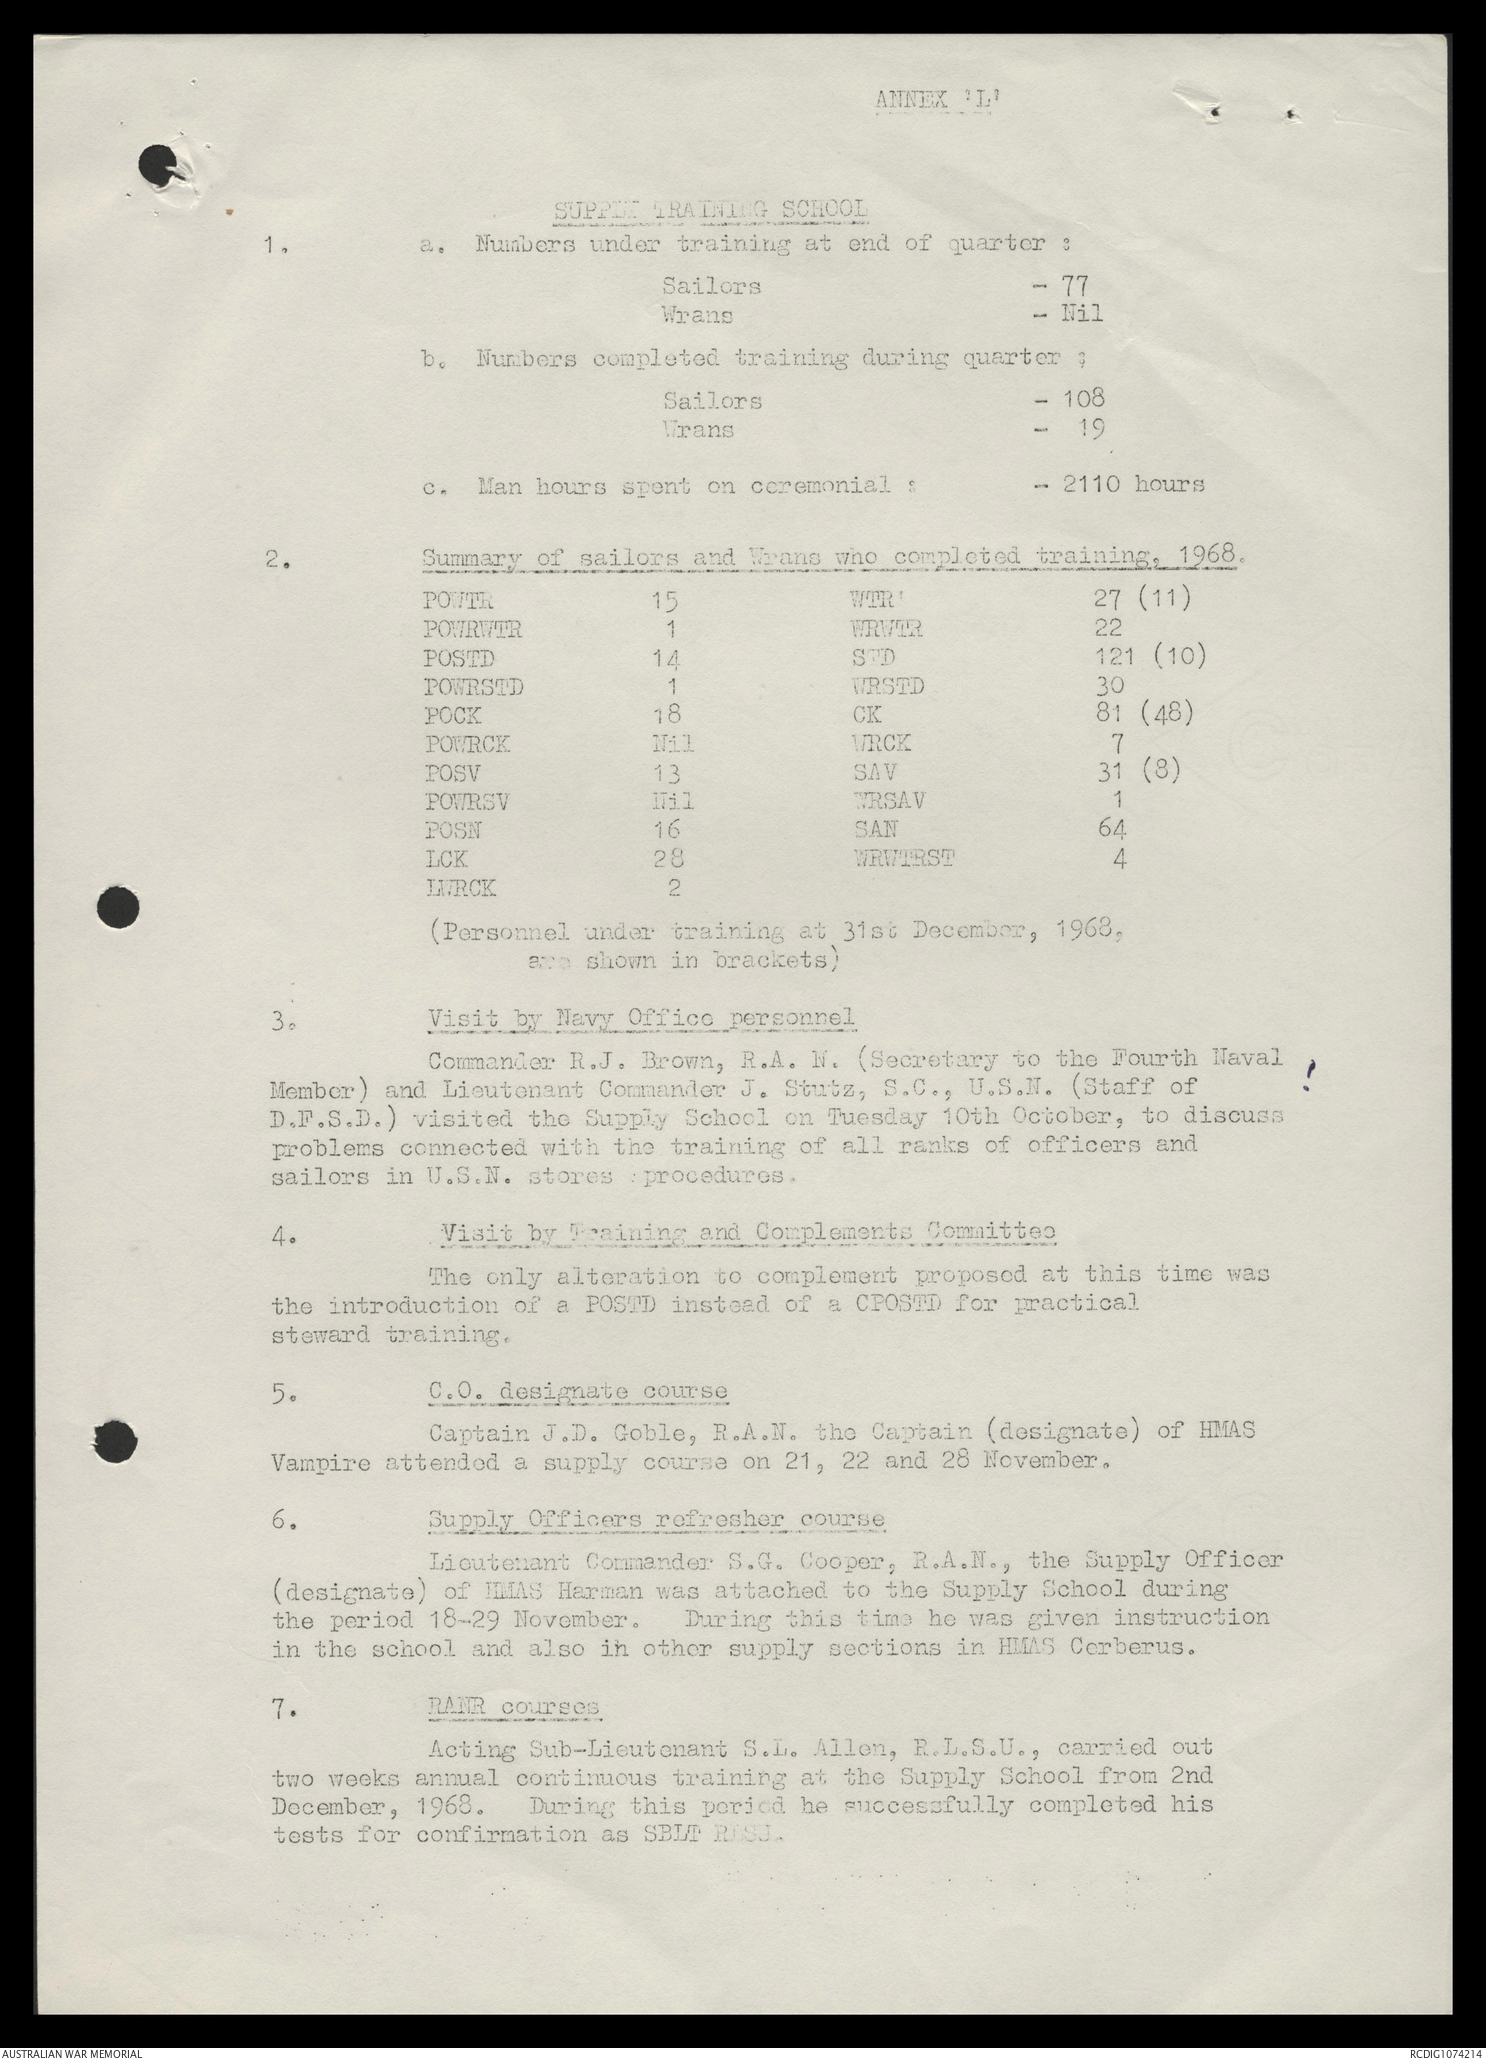 ANNEX 'L'
SUPPLY TRAINING SCHOOL
1. a. Numbers under training at end of quarter :
Sailors - 77
Wrans - Nil
b. Numbers completed training during quarter ;
Sailors - 108
Wrans - 19
c. Man hours spent on ceremonial : - 2110 hours
2. Summary of sailors and Wrans who completed training, 1968.
POWTR 15 WTR' 27 (11)
POWRWTR 1 WRWTR 22
POSTD 14 STD 121 (10)
POWRSTD 1 WRSTD 30
POCK 18 CK 81 (48)
POWRCK Nil WRCK 7
POSV 13 SAV 31 (8)
POWRSV Nil WRSAV 1
POSN 16 SAN 64
LCK 28 WRWTRST 4
LWRCK 2
(Personnel under training at 31st December, 1968,
are shown in brackets)
3. Visit by Navy Office personnel
Commander R.J. Brown, R.A. N. (Secretary to the Fourth Naval
Member) and Lieutenant Commander J. Stutz, S.C., U.S.N. (Staff of !
D.F.S.D.) visited the Supply School on Tuesday 10th October, to discuss
problems connected with the training of all ranks of officers and
sailors in U.S.N. stores procedures.
4. Visit by Training and Complements Committee
The only alteration to complement proposed at this time was
the introduction of a POSTD instead of a CPOSTD for practical
steward training.
5. C.O. designate course
Captain J.D. Goble, R.A.N. the Captain (designate) of HMAS
Vampire attended a supply course on 21, 22 and 28 November.
6. Supply Officers refresher course
Lieutenant Commander S.G. Cooper, R.A.N., the Supply Officer
(designate) of HMAS Harman was attached to the Supply School during
the period 18-29 November. During this time he was given instruction
in the school and also in other supply sections in HMAS Cerberus.
7. RANR courses
Acting Sub-Lieutenant S.L. Allen, R.L.S.U., carried out
two weeks annual continuous training at the Supply School from 2nd
December, 1968. During this period he successfully completed his
tests for confirmation as SBLT
AUSTRALIAN WAR MEMORIAL
RCDIG1074214